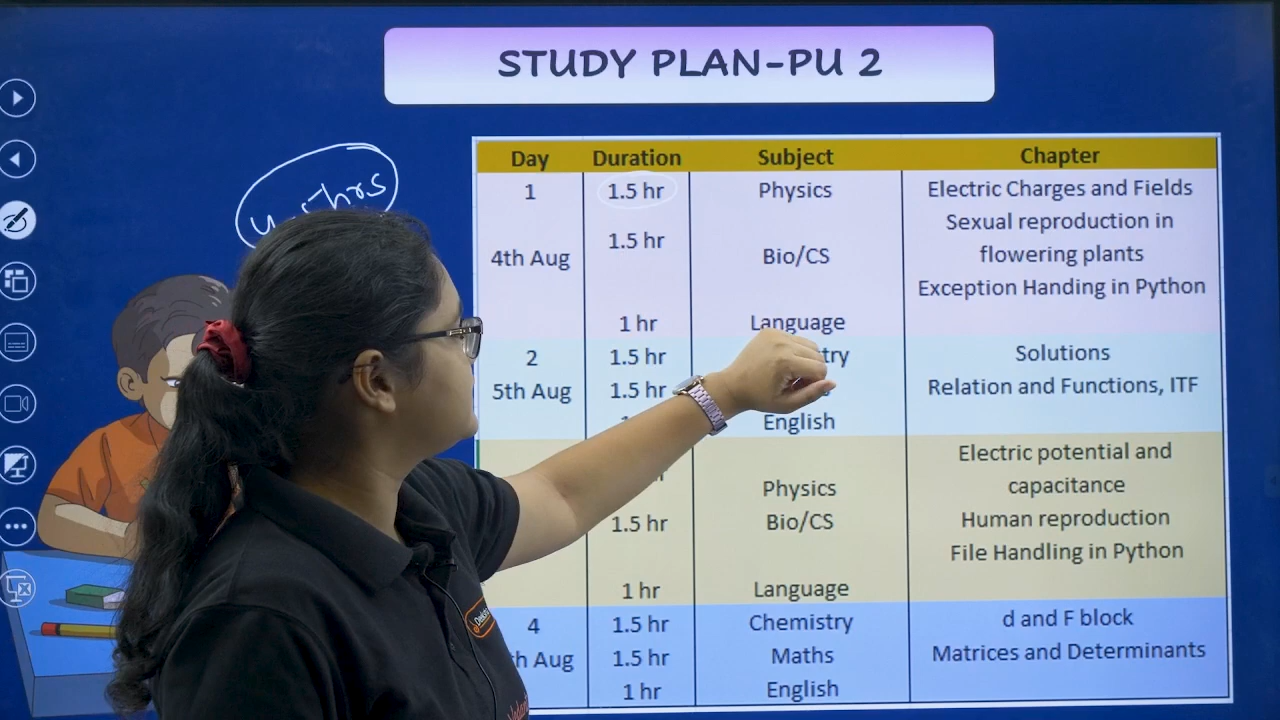 STUDY PLAN-PU 2
hrs
Day Duration Subject Chapter
1 1.5 hr Physics Electric Charges and Fields
Sexual reproduction in
flowering plants
4th Aug 1.5 hr Bio/CS
Exception Handing in Python
1 hr Language
2 1.5 hr Solutions
5th Aug 1.5 hr Relation and Functions, ITF
English
Electric potential and
capacitance
Physics
1.5 hr Bio/CS Human reproduction
File Handling in Python
1 hr Language
4 1.5 hr Chemistry d and F block
Aug 1.5 hr Maths Matrices and Determinants
1 hr English